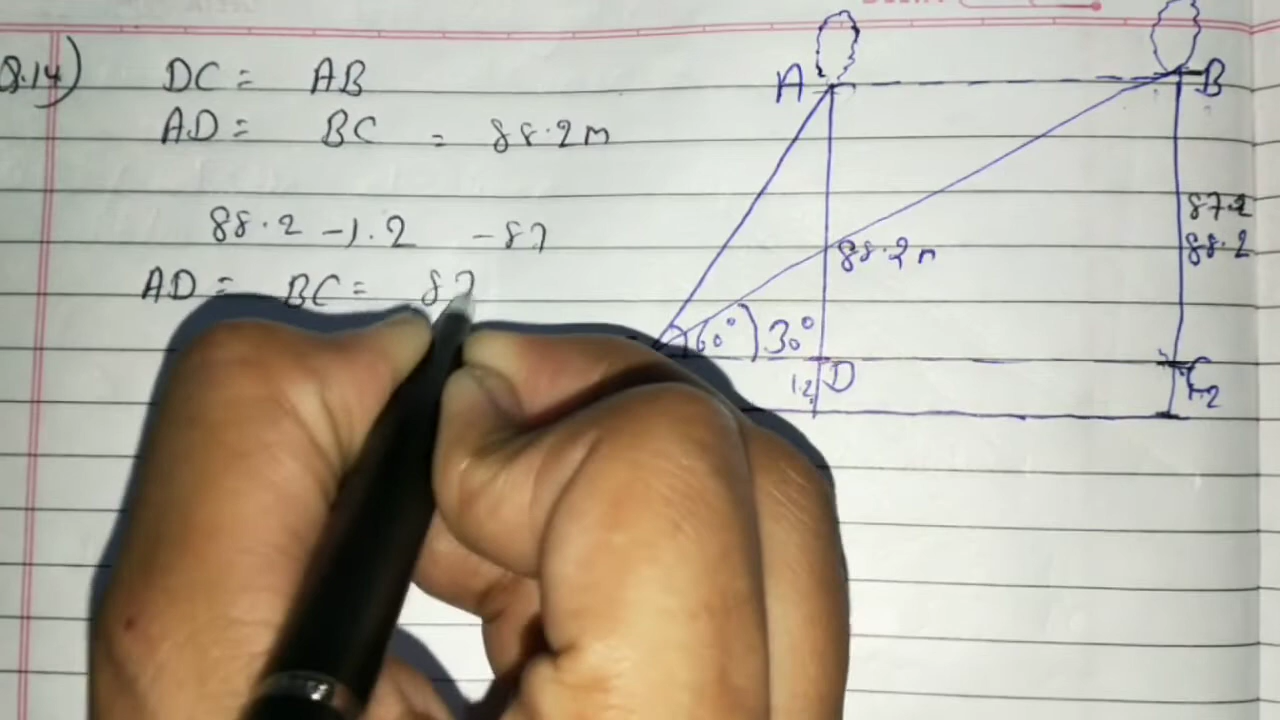 Q.14) DC = AB
AD = BC = 88.2m
88.2 - 1.2 - 87
AD = BC = 87
A
B
87.2
88.2
88.2m
60° 30°
1.2 D
C
1.2